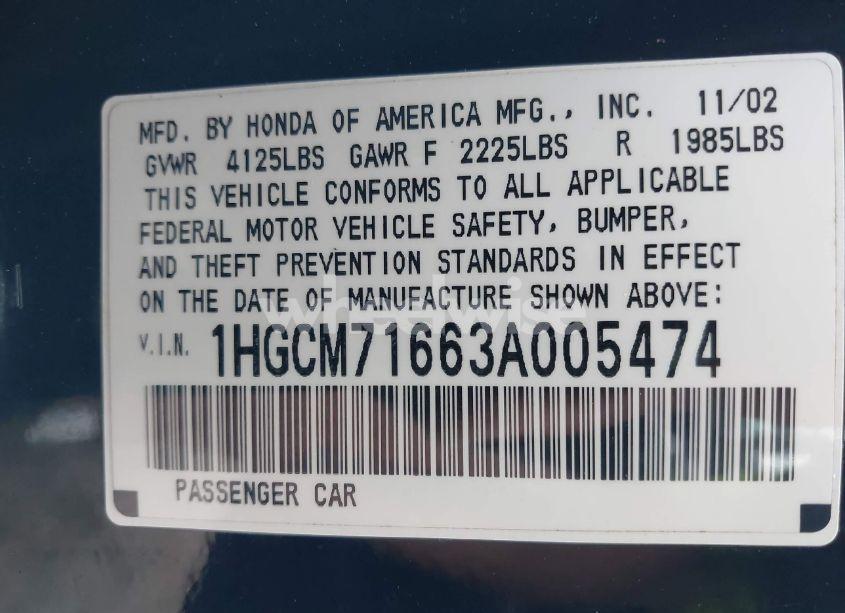 MFD. BY HONDA OF AMERICA MFG., INC. 11/02
GVWR 4125LBS GAWR F 2225LBS R 1985LBS
THIS VEHICLE CONFORMS TO ALL APPLICABLE
FEDERAL MOTOR VEHICLE SAFETY, BUMPER,
AND THEFT PREVENTION STANDARDS IN EFFECT
ON THE DATE OF MANUFACTURE SHOWN ABOVE:
wheelwise
V.I.N. 1HGCM71663A005474
PASSENGER CAR